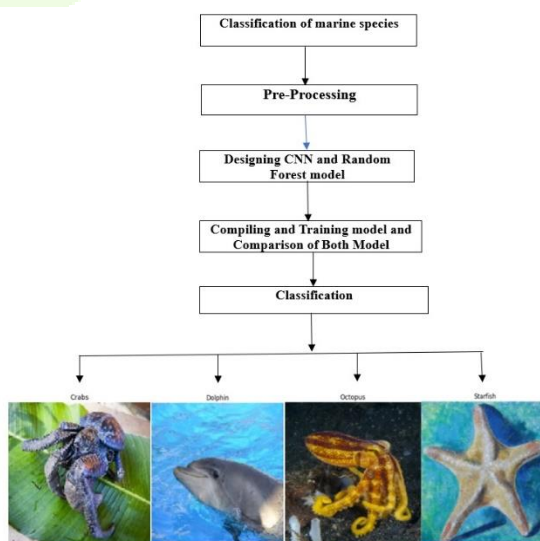 Classification of marine species
Pre-Processing
Designing CNN and Random
Forest model
Compiling and Training model and
Comparison of Both Model
Classification
Crabs
Dolphin
Octopus
Starfish